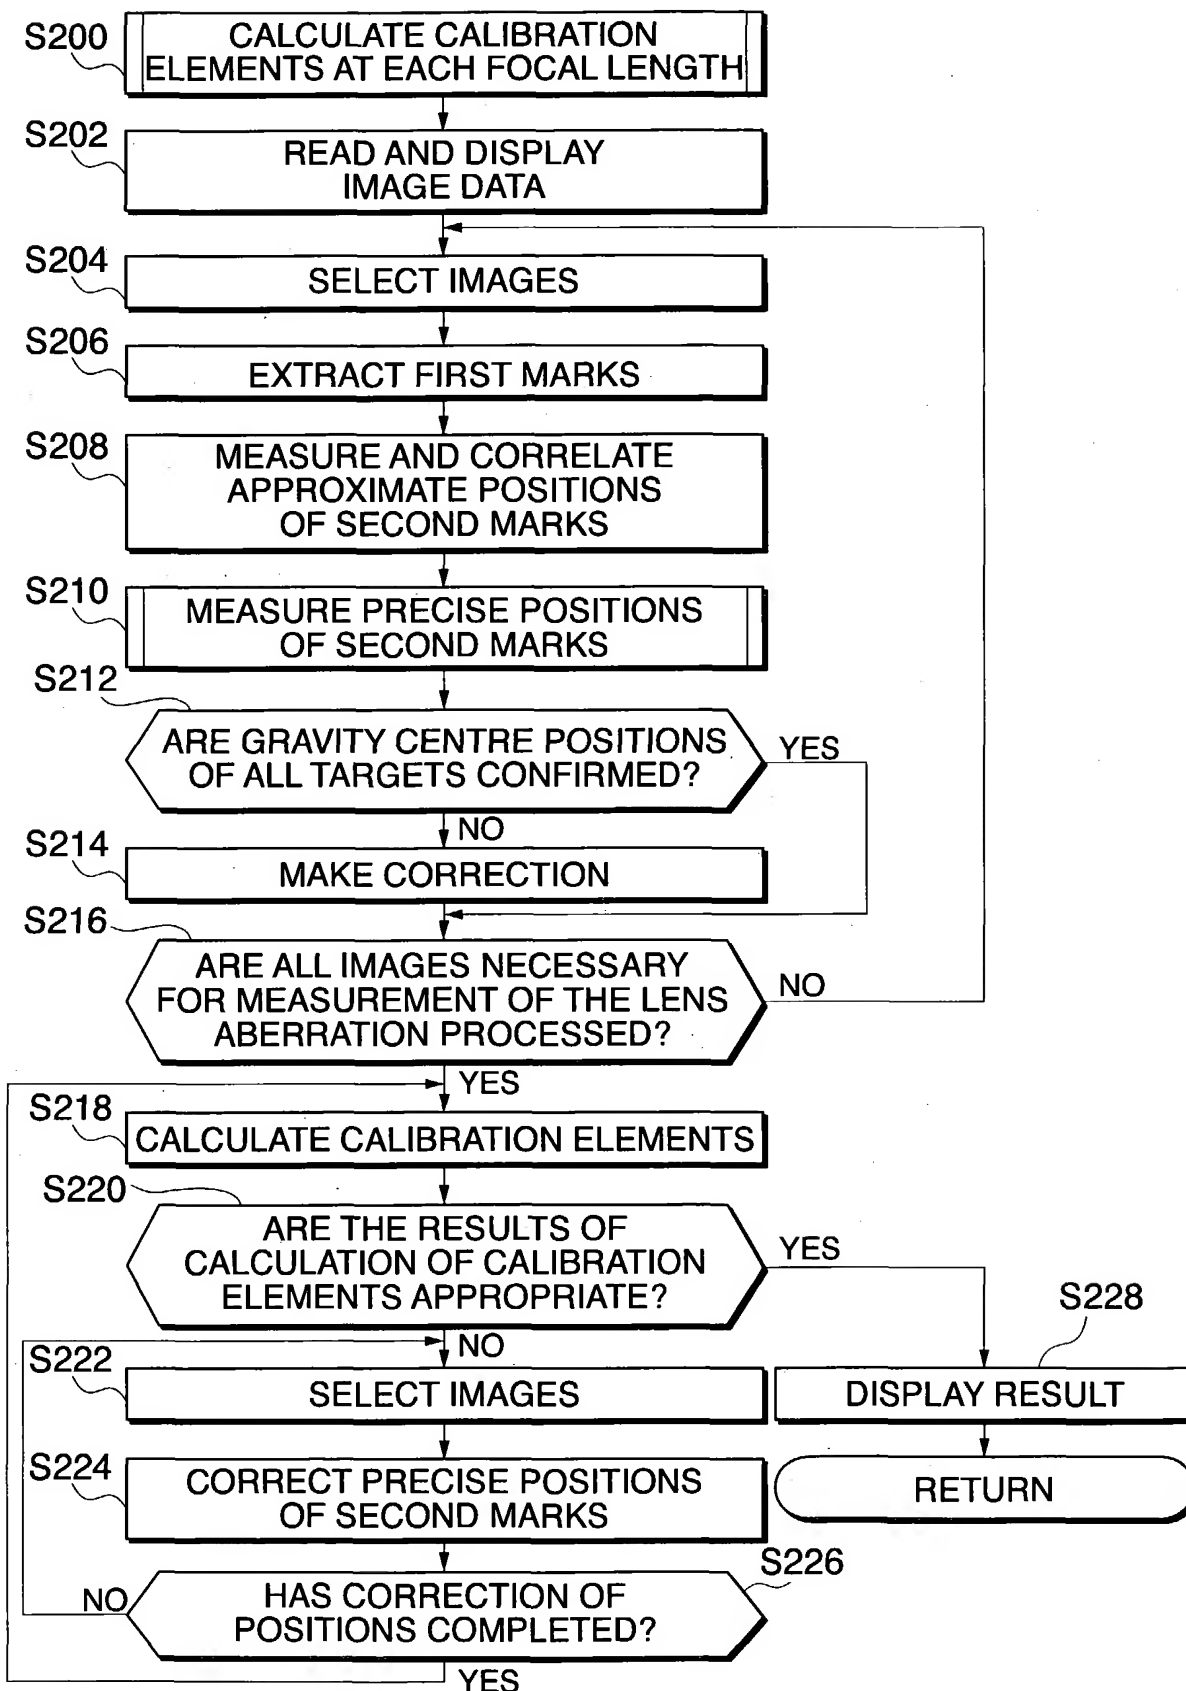 S200
CALCULATE CALIBRATION
ELEMENTS AT EACH FOCAL LENGTH
S202
READ AND DISPLAY
IMAGE DATA
S204
SELECT IMAGES
S206
EXTRACT FIRST MARKS
S208
MEASURE AND CORRELATE
APPROXIMATE POSITIONS
OF SECOND MARKS
S210
MEASURE PRECISE POSITIONS
OF SECOND MARKS
S212
ARE GRAVITY CENTRE POSITIONS
OF ALL TARGETS CONFIRMED?
YES
NO
S214
MAKE CORRECTION
S216
ARE ALL IMAGES NECESSARY
FOR MEASUREMENT OF THE LENS
ABERRATION PROCESSED?
NO
YES
S218
CALCULATE CALIBRATION ELEMENTS
S220
ARE THE RESULTS OF
CALCULATION OF CALIBRATION
ELEMENTS APPROPRIATE?
YES
NO
S228
DISPLAY RESULT
RETURN
S222
SELECT IMAGES
S224
CORRECT PRECISE POSITIONS
OF SECOND MARKS
S226
HAS CORRECTION OF
POSITIONS COMPLETED?
NO
YES